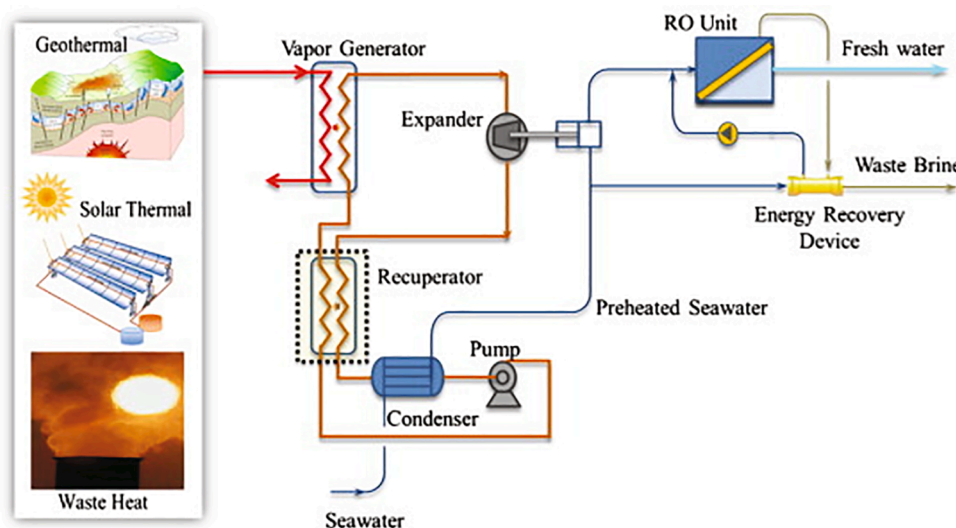 Geothermal
Solar Thermal
Waste Heat
Vapor Generator
Expander
Recuperator
Condenser
Pump
Seawater
Preheated Seawater
RO Unit
Fresh water
Waste Brine
Energy Recovery
Device